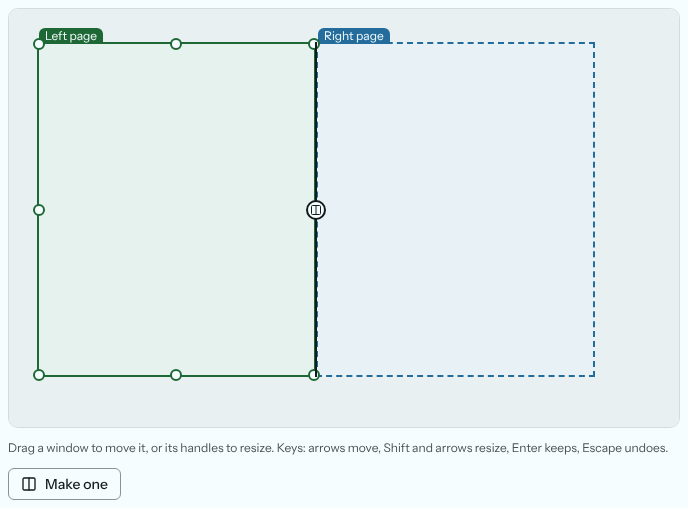 Left page
Right page
Drag a window to move it, or its handles to resize. Keys: arrows move, Shift and arrows resize, Enter keeps, Escape undoes.
Make one